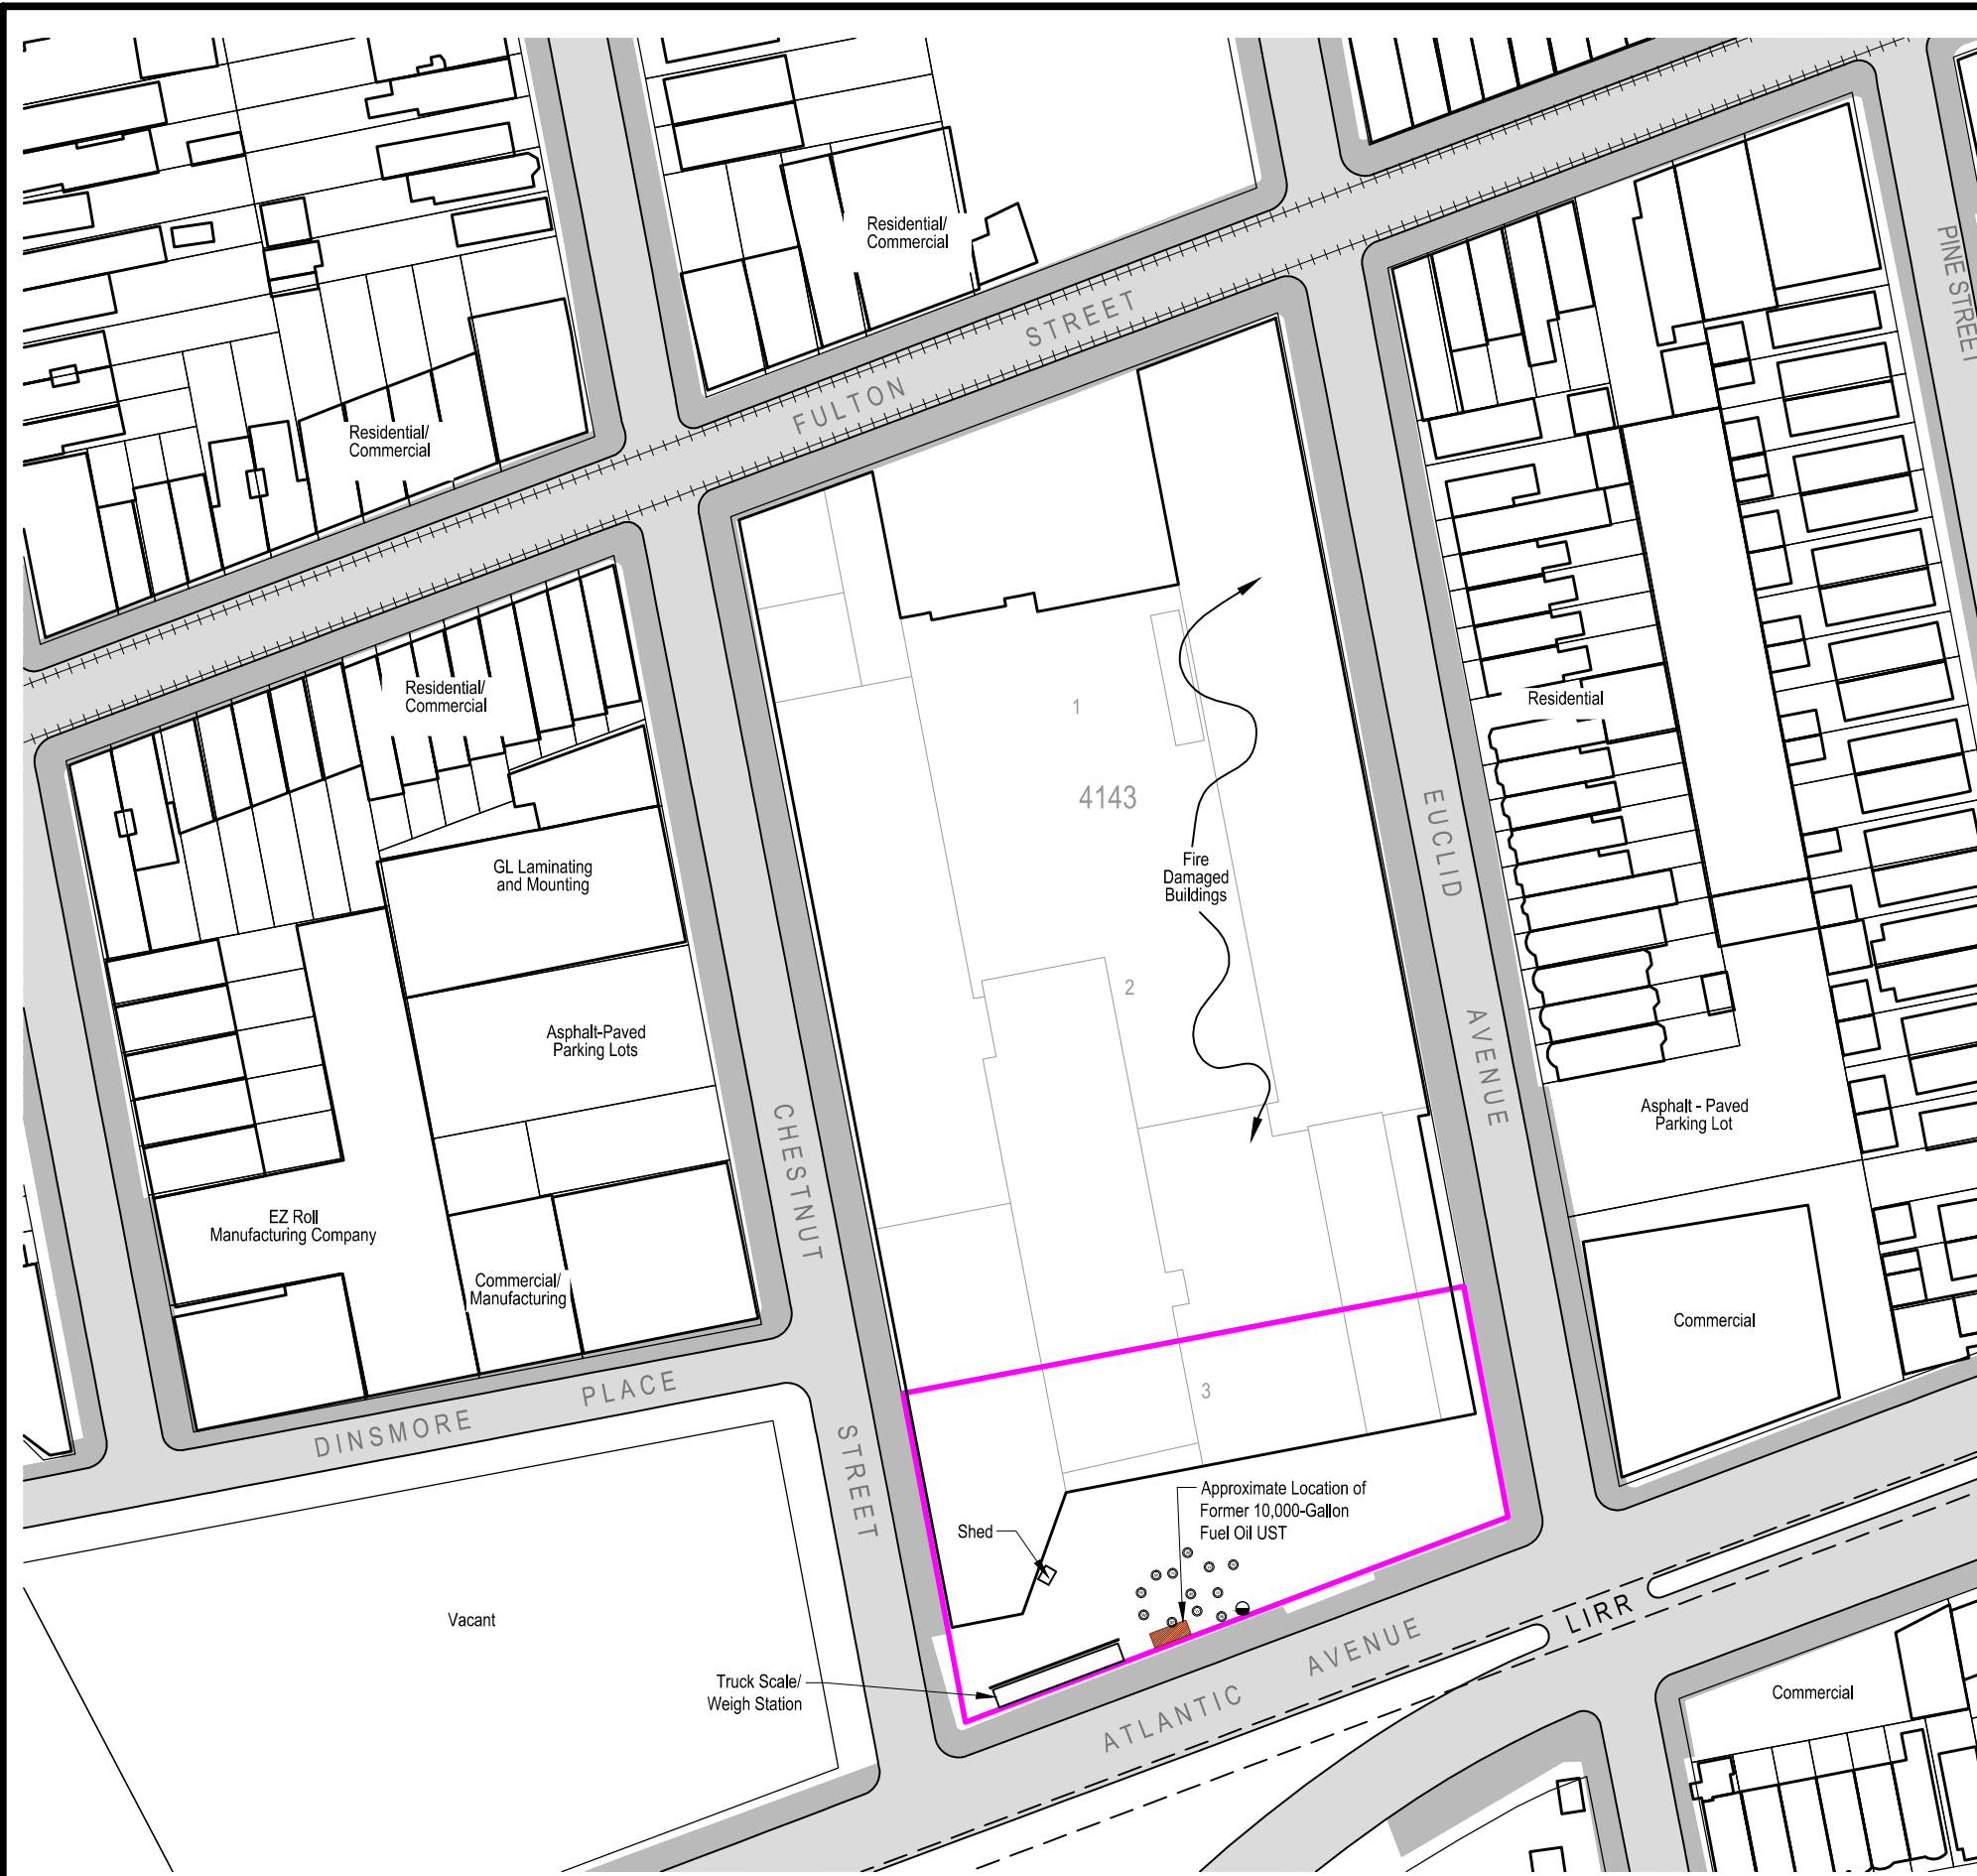 Residential/
Commercial
PINE STREET
FULTON STREET
Residential/
Commercial
Residential/
Commercial
Residential
1
4143
EUCLID AVENUE
Fire
Damaged
Buildings
GL Laminating
and Mounting
2
Asphalt-Paved
Parking Lots
Asphalt - Paved
Parking Lot
CHESTNUT STREET
EZ Roll
Manufacturing Company
Commercial/
Manufacturing
Commercial
3
DINSMORE PLACE
Approximate Location of
Former 10,000-Gallon
Fuel Oil UST
Shed
Vacant
LIRR
Truck Scale/
Weigh Station
ATLANTIC AVENUE
Commercial